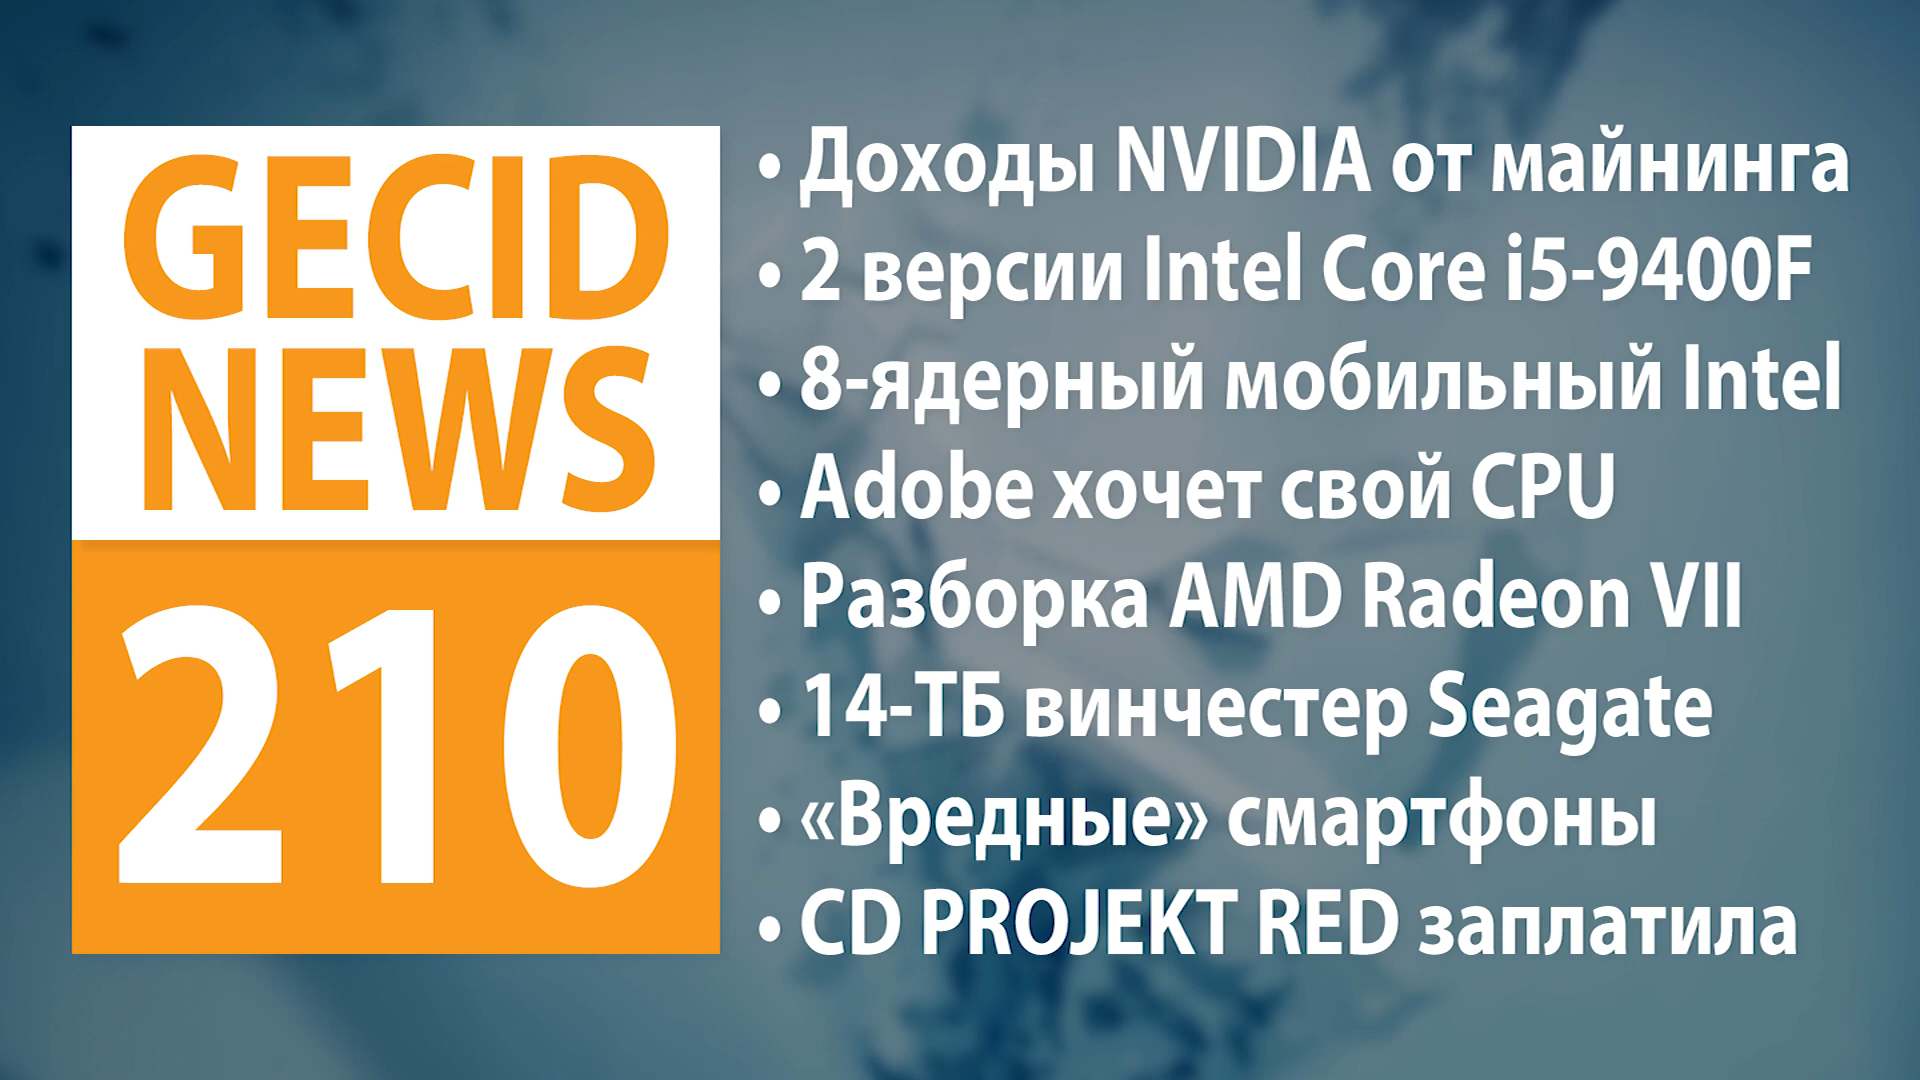 GECID
NEWS
210
• Доходы NVIDIA от майнинга
• 2 версии Intel Core i5-9400F
• 8-ядерный мобильный Intel
• Adobe хочет свой CPU
• Разборка AMD Radeon VII
• 14-ТБ винчестер Seagate
• «Вредные» смартфоны
• CD PROJEKT RED заплатила